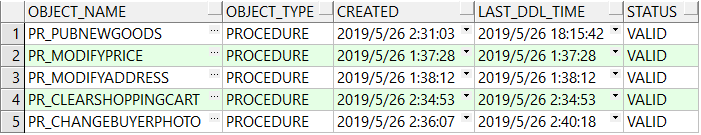 OBJECT_NAME OBJECT_TYPE CREATED LAST_DDL_TIME STATUS
1 PR_PUBNEWGOODS ... PROCEDURE 2019/5/26 2:31:03 2019/5/26 18:15:42 VALID
2 PR_MODIFYPRICE ... PROCEDURE 2019/5/26 1:37:28 2019/5/26 1:37:28 VALID
3 PR_MODIFYADDRESS ... PROCEDURE 2019/5/26 1:38:12 2019/5/26 1:38:12 VALID
4 PR_CLEARSHOPPINGCART ... PROCEDURE 2019/5/26 2:34:53 2019/5/26 2:34:53 VALID
5 PR_CHANGEBUYERPHOTO ... PROCEDURE 2019/5/26 2:36:07 2019/5/26 2:40:18 VALID